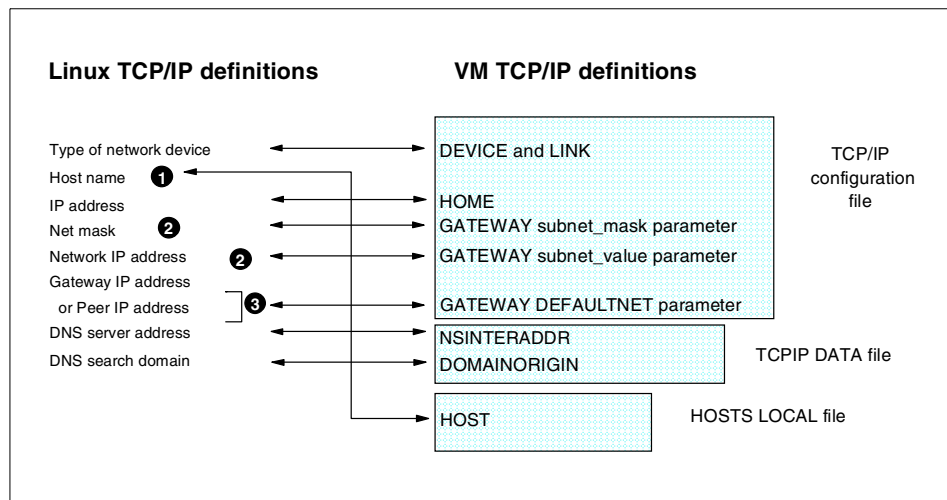 Linux TCP/IP definitions
VM TCP/IP definitions
Type of network device
DEVICE and LINK
TCP/IP
configuration
file
Host name 1
IP address
HOME
Net mask 2
GATEWAY subnet_mask parameter
Network IP address 2
GATEWAY subnet_value parameter
Gateway IP address
or Peer IP address 3
GATEWAY DEFAULTNET parameter
DNS server address
NSINTERADDR
TCPIP DATA file
DNS search domain
DOMAINORIGIN
HOST
HOSTS LOCAL file